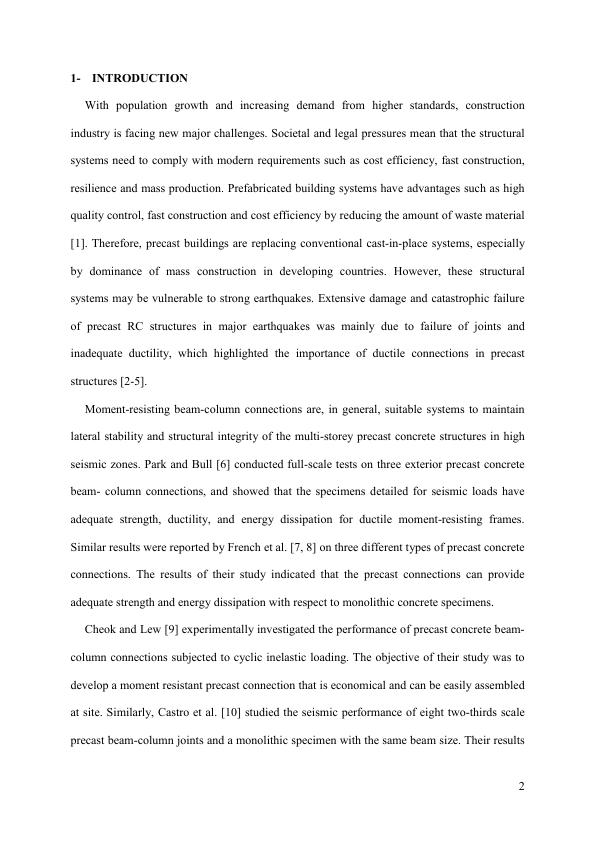 1- INTRODUCTION
With population growth and increasing demand from higher standards, construction
industry is facing new major challenges. Societal and legal pressures mean that the structural
systems need to comply with modern requirements such as cost efficiency, fast construction,
resilience and mass production. Prefabricated building systems have advantages such as high
quality control, fast construction and cost efficiency by reducing the amount of waste material
[1]. Therefore, precast buildings are replacing conventional cast-in-place systems, especially
by dominance of mass construction in developing countries. However, these structural
systems may be vulnerable to strong earthquakes. Extensive damage and catastrophic failure
of precast RC structures in major earthquakes was mainly due to failure of joints and
inadequate ductility, which highlighted the importance of ductile connections in precast
structures [2-5].
Moment-resisting beam-column connections are, in general, suitable systems to maintain
lateral stability and structural integrity of the multi-storey precast concrete structures in high
seismic zones. Park and Bull [6] conducted full-scale tests on three exterior precast concrete
beam- column connections, and showed that the specimens detailed for seismic loads have
adequate strength, ductility, and energy dissipation for ductile moment-resisting frames.
Similar results were reported by French et al. [7, 8] on three different types of precast concrete
connections. The results of their study indicated that the precast connections can provide
adequate strength and energy dissipation with respect to monolithic concrete specimens.
Cheok and Lew [9] experimentally investigated the performance of precast concrete beam-
column connections subjected to cyclic inelastic loading. The objective of their study was to
develop a moment resistant precast connection that is economical and can be easily assembled
at site. Similarly, Castro et al. [10] studied the seismic performance of eight two-thirds scale
precast beam-column joints and a monolithic specimen with the same beam size. Their results
2